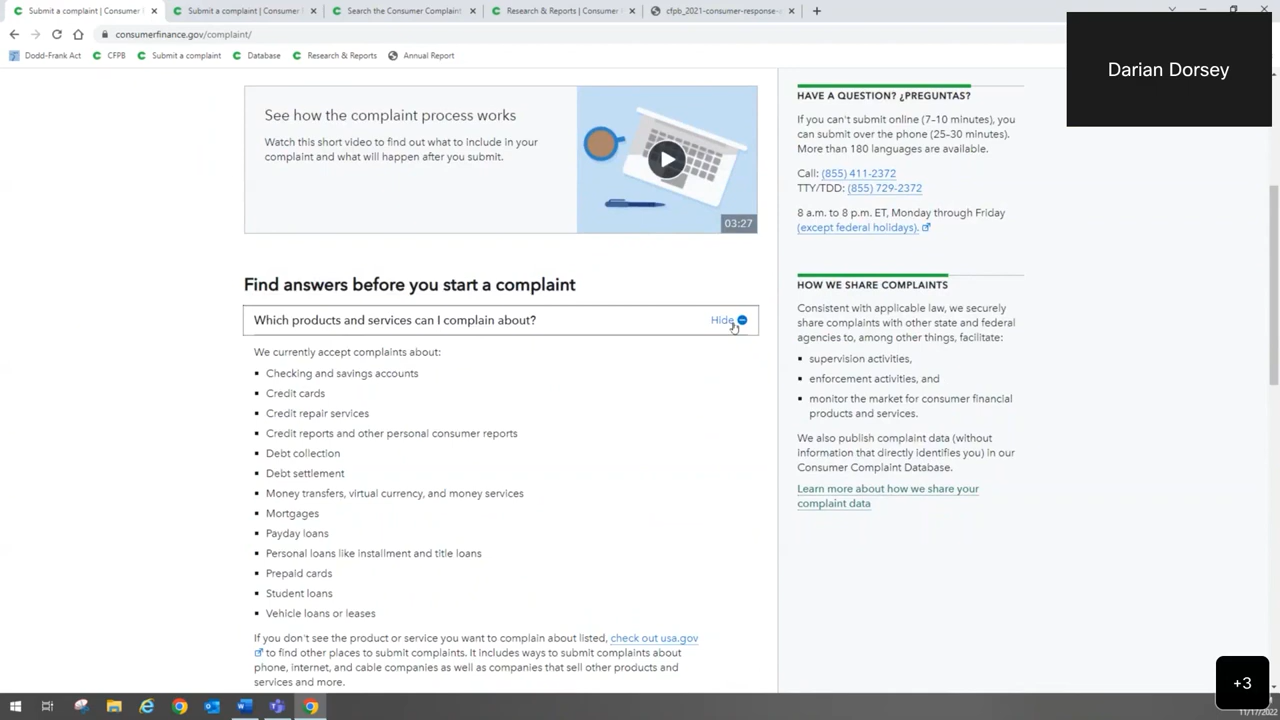 Submit a complaint | Consumer
Submit a complaint | Consumer
Search the Consumer Complaint
Research & Reports | Consumer
cfpb_2021-consumer-response-
consumerfinance.gov/complaint/
Dodd-Frank Act
CFPB
Submit a complaint
Database
Research & Reports
Annual Report
Darian Dorsey
See how the complaint process works
Watch this short video to find out what to include in your
complaint and what will happen after you submit.
03:27
Find answers before you start a complaint
Which products and services can I complain about?
Hide
We currently accept complaints about:
Checking and savings accounts
Credit cards
Credit repair services
Credit reports and other personal consumer reports
Debt collection
Debt settlement
Money transfers, virtual currency, and money services
Mortgages
Payday loans
Personal loans like installment and title loans
Prepaid cards
Student loans
Vehicle loans or leases
If you don't see the product or service you want to complain about listed, check out usa.gov
to find other places to submit complaints. It includes ways to submit complaints about
phone, internet, and cable companies as well as companies that sell other products and
services and more.
HAVE A QUESTION? ¿PREGUNTAS?
If you can't submit online (7–10 minutes), you
can submit over the phone (25–30 minutes).
More than 180 languages are available.
Call: (855) 411-2372
TTY/TDD: (855) 729-2372
8 a.m. to 8 p.m. ET, Monday through Friday
(except federal holidays).
HOW WE SHARE COMPLAINTS
Consistent with applicable law, we securely
share complaints with other state and federal
agencies to, among other things, facilitate:
supervision activities,
enforcement activities, and
monitor the market for consumer financial
products and services.
We also publish complaint data (without
information that directly identifies you) in our
Consumer Complaint Database.
Learn more about how we share your
complaint data
+3
11/17/2022